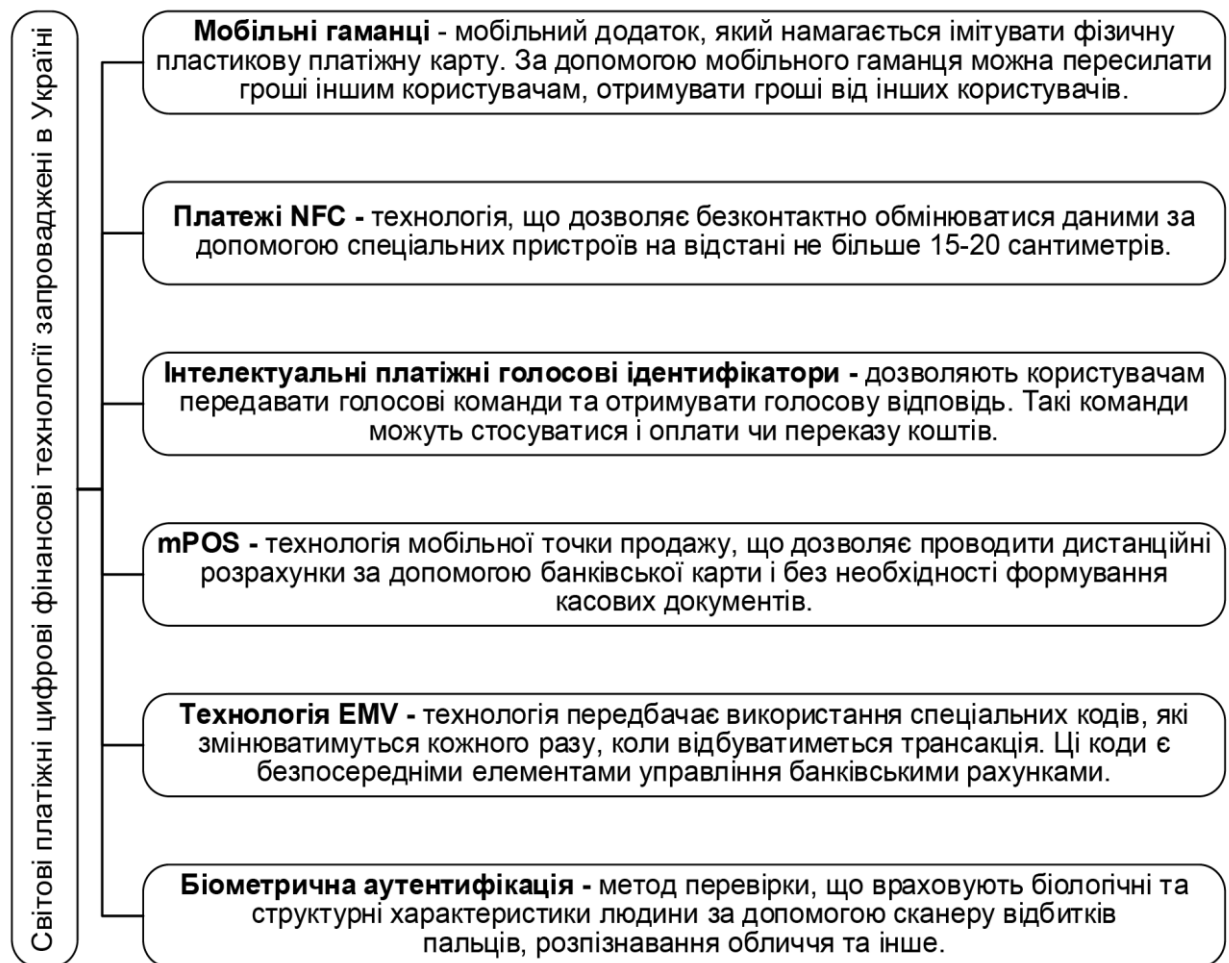 Світові платіжні цифрові фінансові технології запроваджені в Україні
Мобільні гаманці - мобільний додаток, який намагається імітувати фізичну
пластикову платіжну карту. За допомогою мобільного гаманця можна пересилати
гроші іншим користувачам, отримувати гроші від інших користувачів.
Платежі NFC - технологія, що дозволяє безконтактно обмінюватися даними за
допомогою спеціальних пристроїв на відстані не більше 15-20 сантиметрів.
Інтелектуальні платіжні голосові ідентифікатори - дозволяють користувачам
передавати голосові команди та отримувати голосову відповідь. Такі команди
можуть стосуватися і оплати чи переказу коштів.
mPOS - технологія мобільної точки продажу, що дозволяє проводити дистанційні
розрахунки за допомогою банківської карти і без необхідності формування
касових документів.
Технологія EMV - технологія передбачає використання спеціальних кодів, які
змінюватимуться кожного разу, коли відбуватиметься трансакція. Ці коди є
безпосередніми елементами управління банківськими рахунками.
Біометрична аутентифікація - метод перевірки, що враховують біологічні та
структурні характеристики людини за допомогою сканеру відбитків
пальців, розпізнавання обличчя та інше.